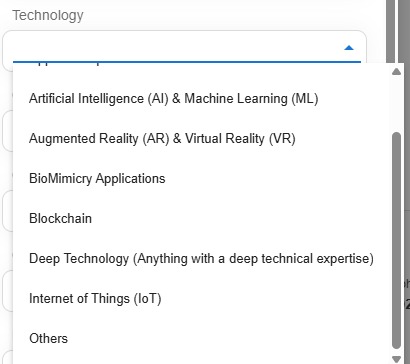 Technology
Artificial Intelligence (AI) & Machine Learning (ML)
Augmented Reality (AR) & Virtual Reality (VR)
BioMimicry Applications
Blockchain
Deep Technology (Anything with a deep technical expertise)
Internet of Things (IoT)
Others